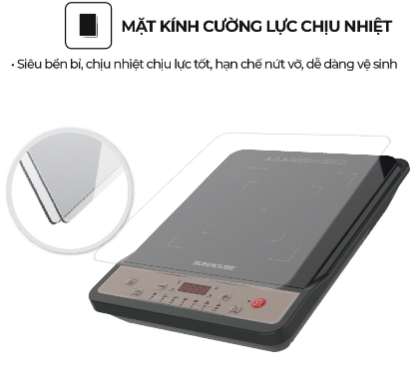 MẶT KÍNH CƯỜNG LỰC CHỊU NHIỆT
• Siêu bền bỉ, chịu nhiệt chịu lực tốt, hạn chế nứt vỡ, dễ dàng vệ sinh
SUNHOUSE